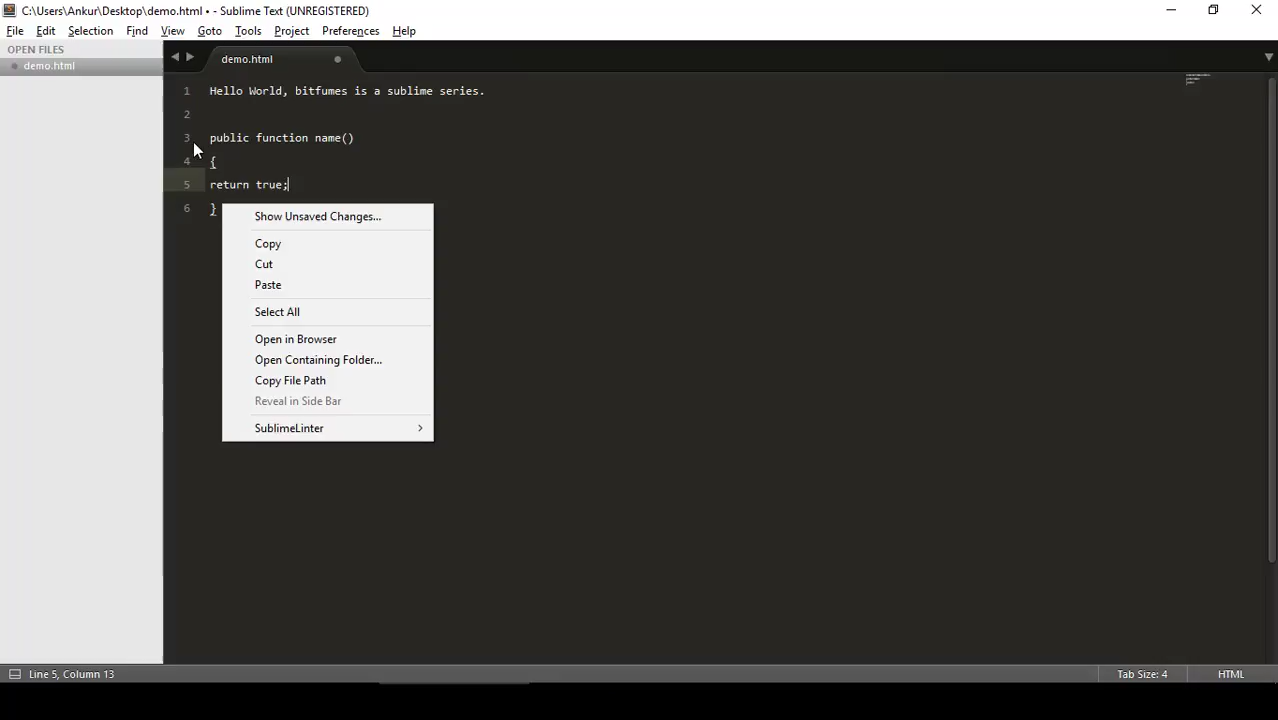 C:\Users\Ankur\Desktop\demo.html • - Sublime Text (UNREGISTERED)
File Edit Selection Find View Goto Tools Project Preferences Help
OPEN FILES
demo.html
demo.html
1 Hello World, bitfumes is a sublime series.
2
3 public function name()
4 {
5 return true;
6 }
Show Unsaved Changes...
Copy
Cut
Paste
Select All
Open in Browser
Open Containing Folder...
Copy File Path
Reveal in Side Bar
SublimeLinter
Line 5, Column 13
Tab Size: 4
HTML